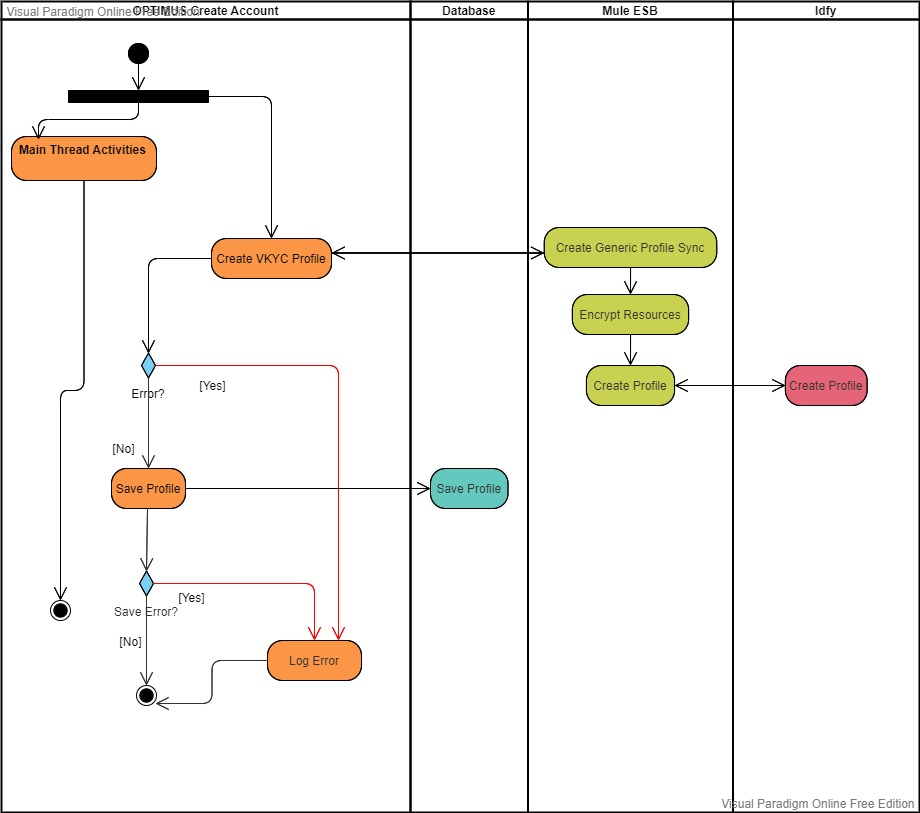 Visual Paradigm Online Free Edition
OPTIMUS Create Account
Database
Mule ESB
Idfy
Main Thread Activities
Create VKYC Profile
Create Generic Profile Sync
Encrypt Resources
Create Profile
Create Profile
Error?
[Yes]
[No]
Save Profile
Save Profile
[Yes]
Save Error?
[No]
Log Error
Visual Paradigm Online Free Edition